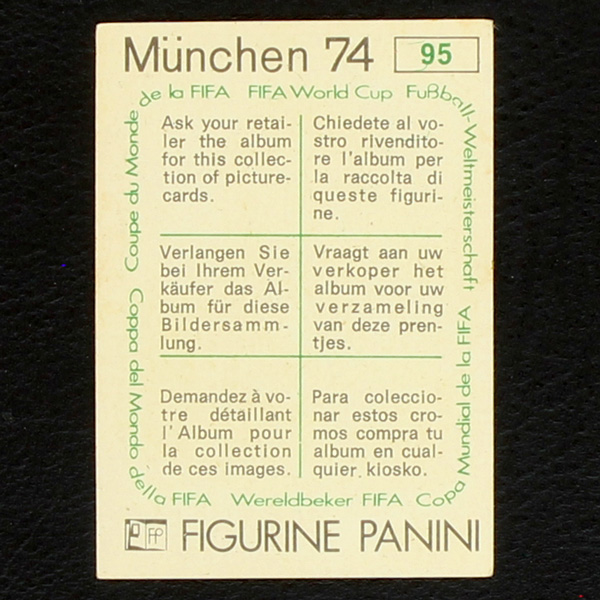 München 74 95
Coupe du Monde de la FIFA FIFA World Cup Fußball-Weltmeisterschaft
Ask your retai-
ler the album
for this collec-
tion of picture-
cards.
Chiedete al vo-
stro rivendito-
re l'album per
la raccolta di
queste figuri-
ne.
Verlangen Sie
bei Ihrem Ver-
käufer das Al-
bum für diese
Bildersamm-
lung.
Vraagt aan uw
verkoper het
album voor uw
verzameling
van deze pren-
tjes.
Demandez à vo-
tre détaillant
l'Album pour
la collection
de ces images.
Para coleccio-
nar estos cro-
mos compra tu
album en cual-
quier kiosko.
Coppa del Mondo della FIFA Wereldbeker FIFA Copa Mundial de la FIFA
FP FIGURINE PANINI